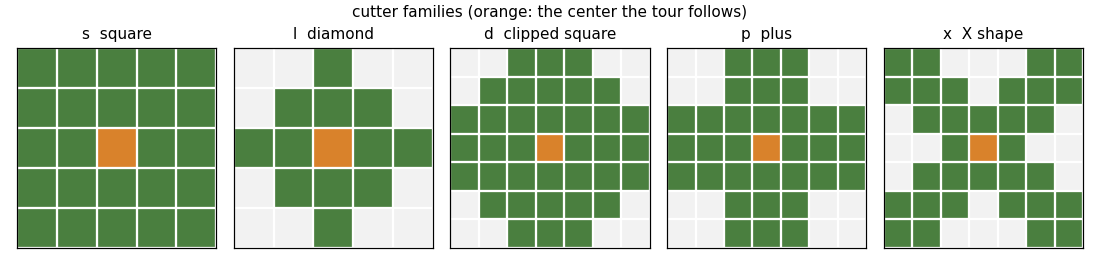 cutter families (orange: the center the tour follows)
s  square
l  diamond
d  clipped square
p  plus
x  X shape